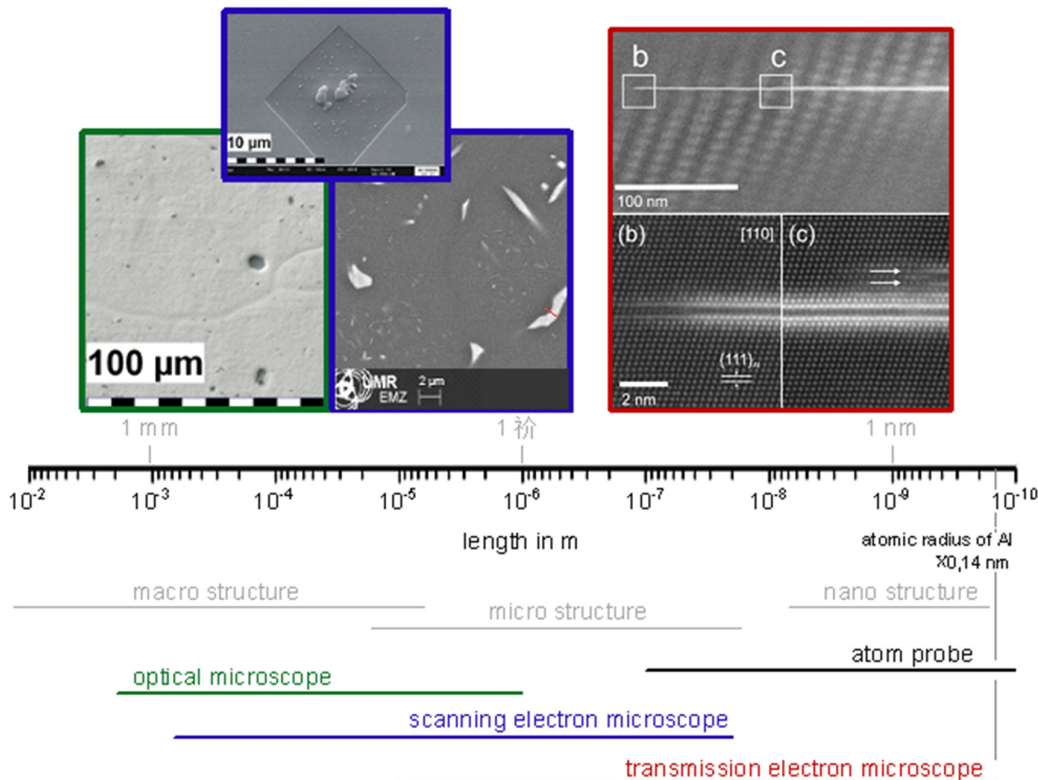 10 µm
100 µm
UMR
EMZ
2 µm
b
c
100 nm
(b)
[110]
(c)
(111)Al
2 nm
1 mm
1 祄
1 nm
10-2
10-3
10-4
10-5
10-6
10-7
10-8
10-9
10-10
length in m
atomic radius of Al
X0,14 nm
macro structure
micro structure
nano structure
atom probe
optical microscope
scanning electron microscope
transmission electron microscope